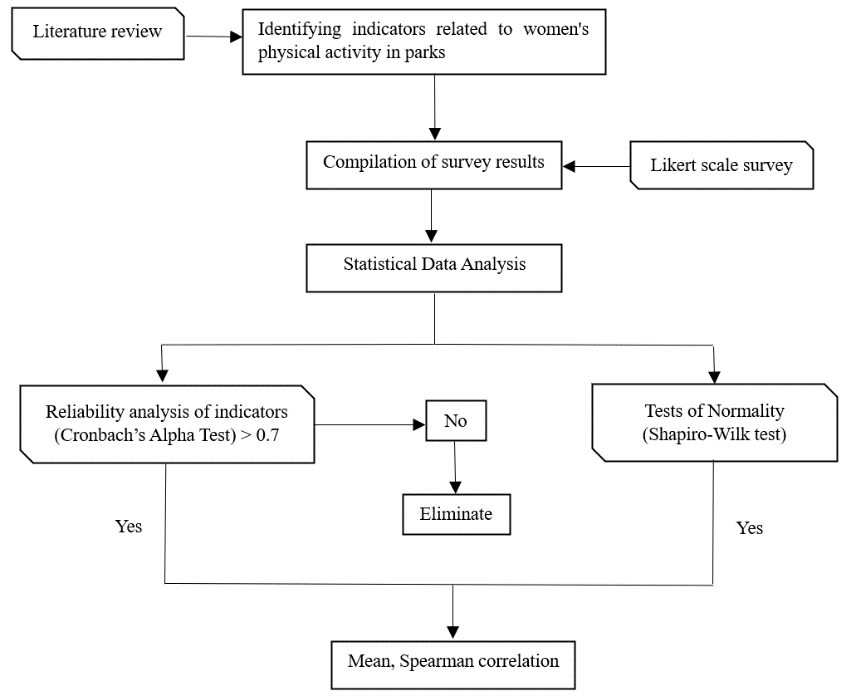 Literature review
Identifying indicators related to women's
physical activity in parks
Compilation of survey results
Likert scale survey
Statistical Data Analysis
Reliability analysis of indicators
(Cronbach’s Alpha Test) > 0.7
No
Tests of Normality
(Shapiro-Wilk test)
Eliminate
Yes
Yes
Mean, Spearman correlation